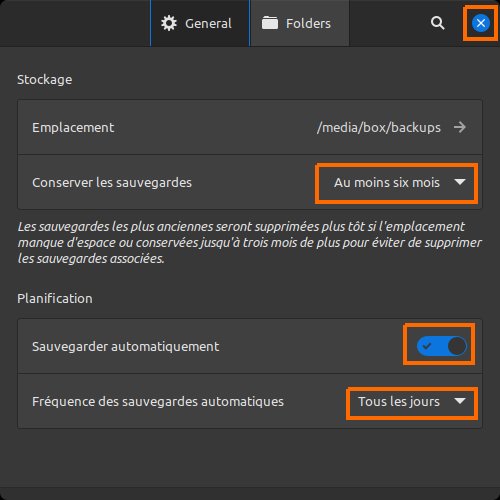 General
Folders
Stockage
Emplacement
/media/box/backups
Conserver les sauvegardes
Au moins six mois
Les sauvegardes les plus anciennes seront supprimées plus tôt si l'emplacement
manque d'espace ou conservées jusqu'à trois mois de plus pour éviter de supprimer
les sauvegardes associées.
Planification
Sauvegarder automatiquement
Fréquence des sauvegardes automatiques
Tous les jours